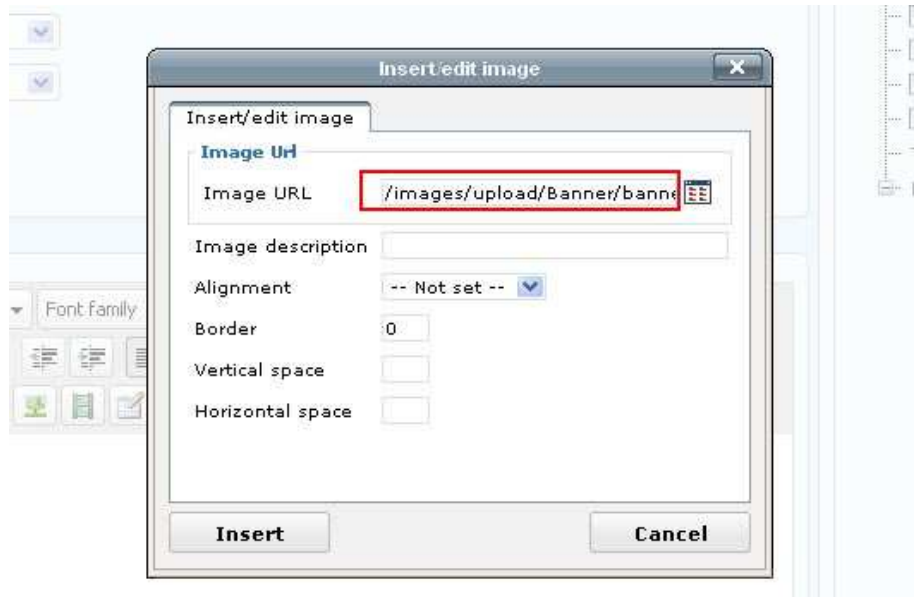 Insert/edit image
Insert/edit image
Image Url
Image URL /images/upload/Banner/banne
Image description
Alignment -- Not set --
Font family
Border 0
Vertical space
Horizontal space
Insert Cancel